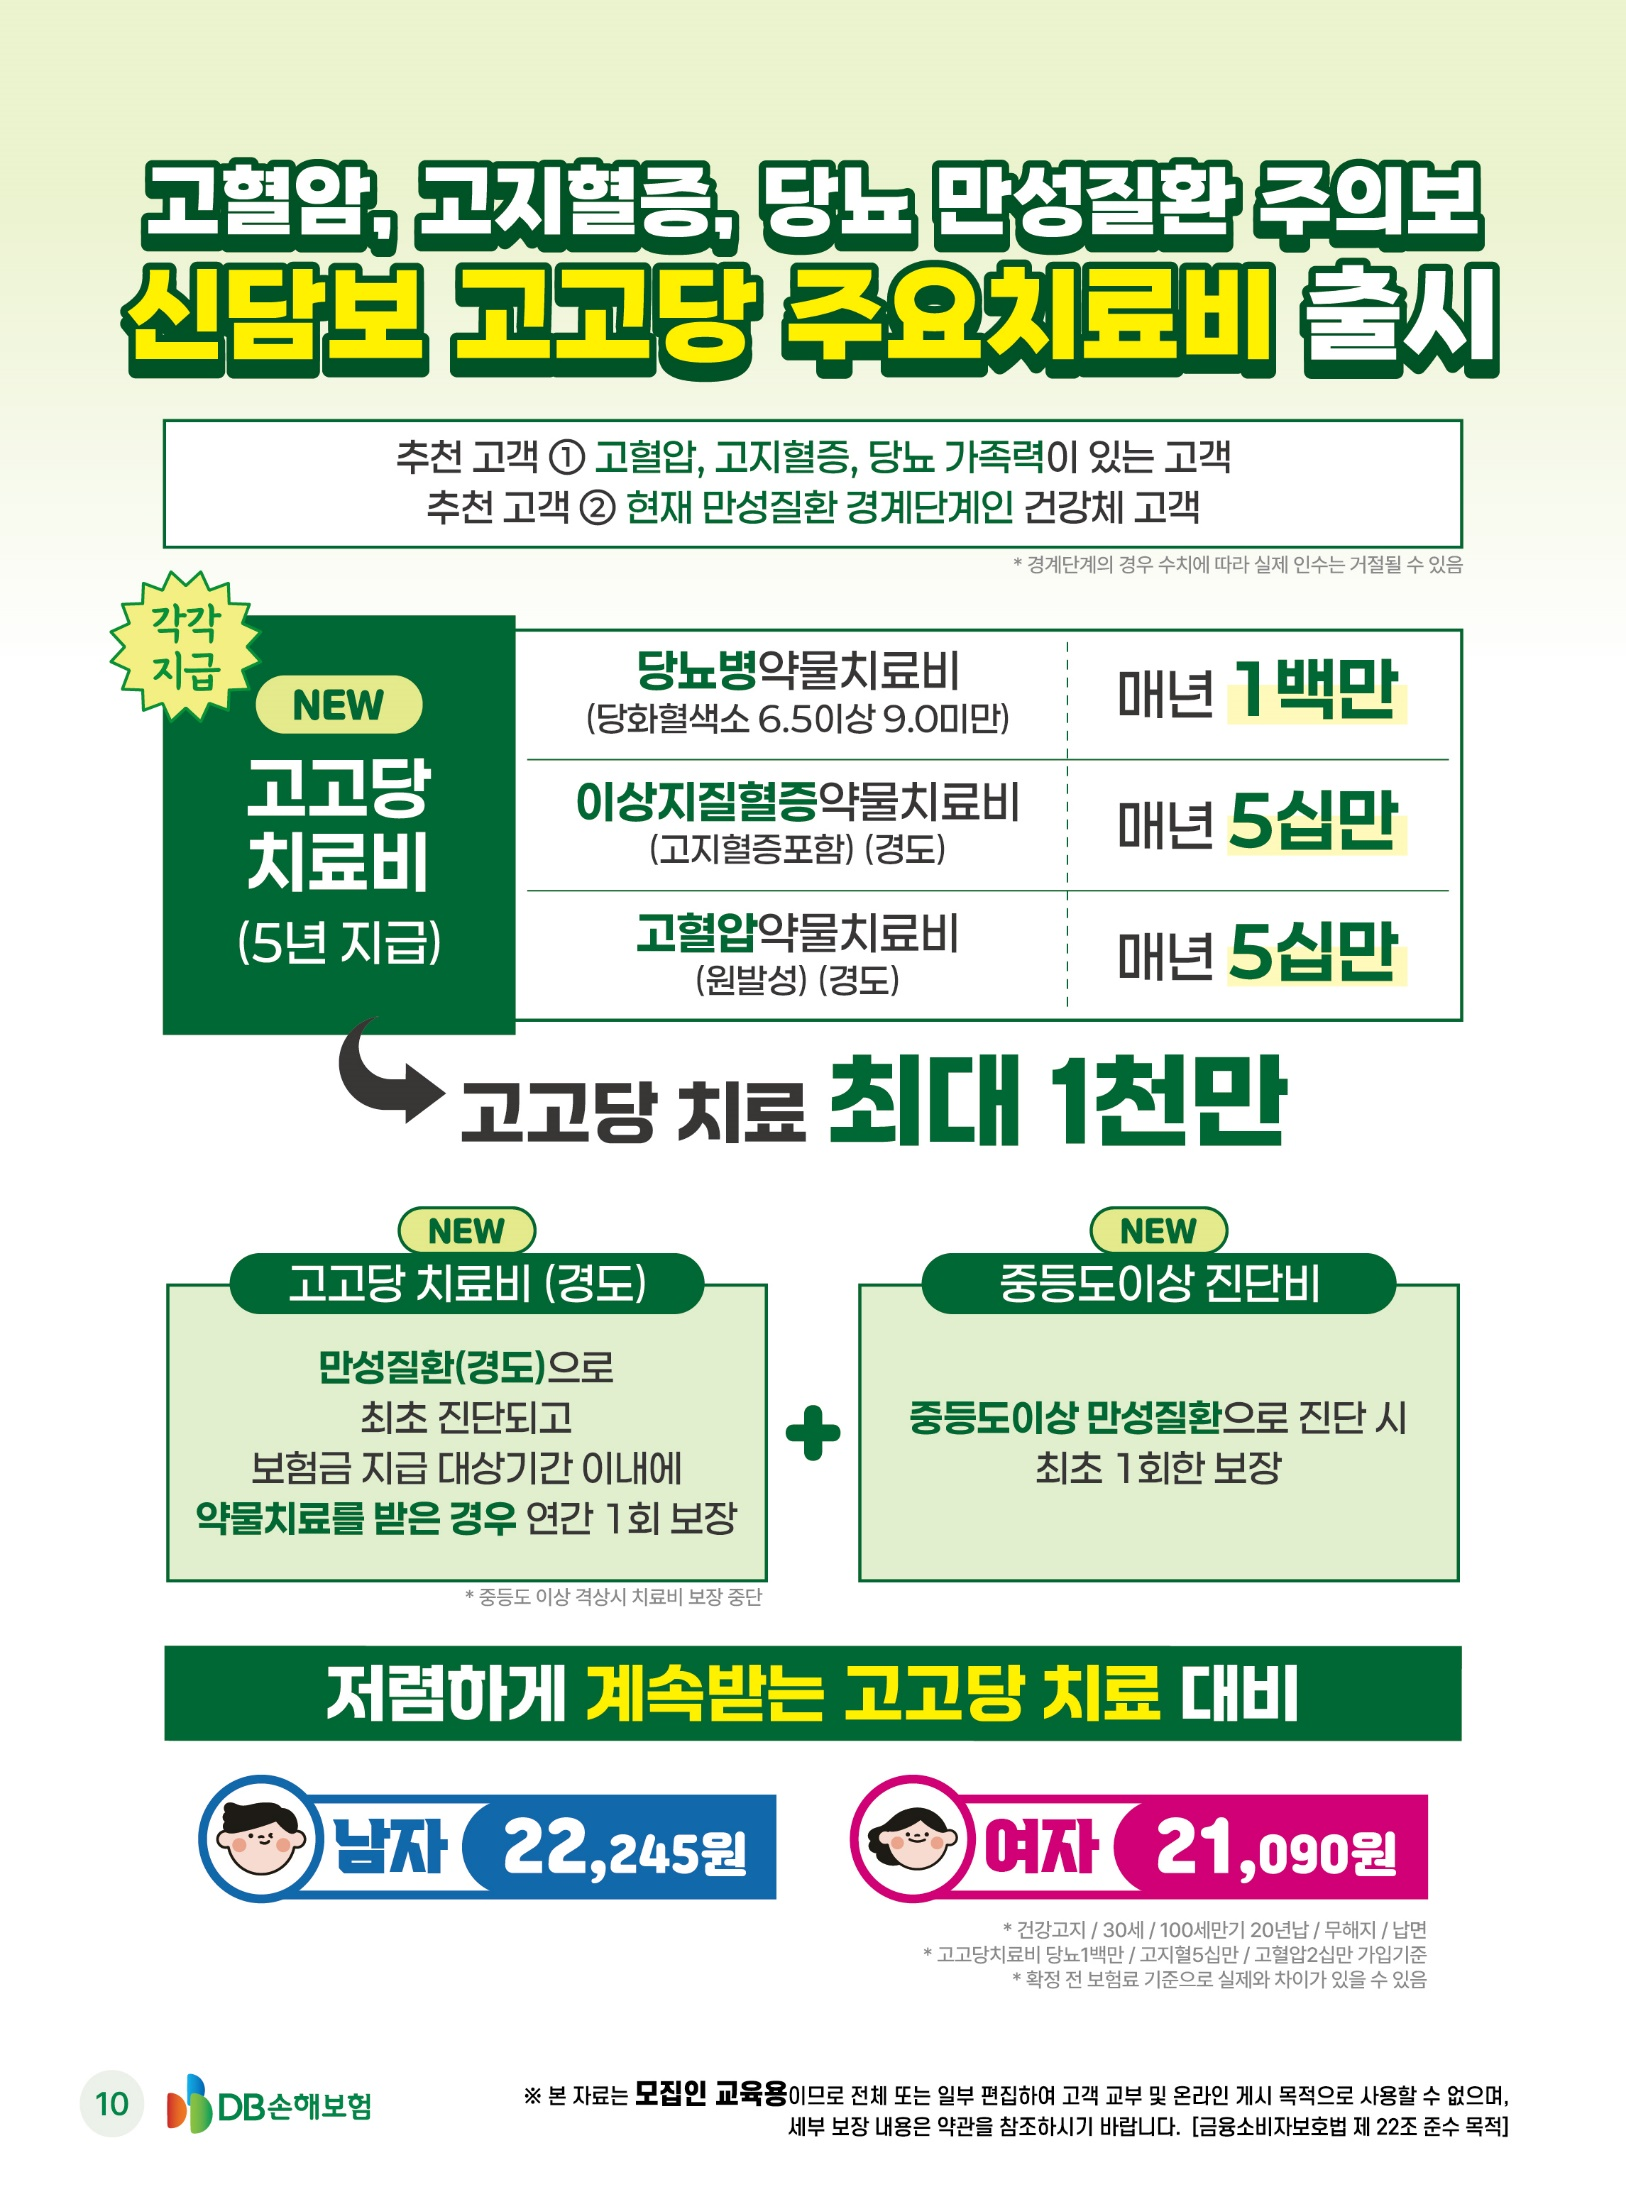 고혈압, 고지혈증, 당뇨 만성질환 주의보
신담보 고고당 주요치료비 출시
추천 고객 ① 고혈압, 고지혈증, 당뇨 가족력이 있는 고객
추천 고객 ② 현재 만성질환 경계단계인 건강체 고객
* 경계단계의 경우 수치에 따라 실제 인수는 거절될 수 있음
각각
지급
NEW
고고당
치료비
(5년 지급)
당뇨병약물치료비
(당화혈색소 6.5이상 9.0미만)
매년 1백만
이상지질혈증약물치료비
(고지혈증포함) (경도)
매년 5십만
고혈압약물치료비
(원발성) (경도)
매년 5십만
고고당 치료 최대 1천만
NEW
고고당 치료비 (경도)
만성질환(경도)으로
최초 진단되고
보험금 지급 대상기간 이내에
약물치료를 받은 경우 연간 1회 보장
* 중등도 이상 격상시 치료비 보장 중단
NEW
중등도이상 진단비
중등도이상 만성질환으로 진단 시
최초 1회한 보장
저렴하게 계속받는 고고당 치료 대비
남자 22,245원
여자 21,090원
* 건강고지 / 30세 / 100세만기 20년납 / 무해지 / 납면
* 고고당치료비 당뇨1백만 / 고지혈5십만 / 고혈압2십만 가입기준
* 확정 전 보험료 기준으로 실제와 차이가 있을 수 있음
10
DB손해보험
※ 본 자료는 모집인 교육용이므로 전체 또는 일부 편집하여 고객 교부 및 온라인 게시 목적으로 사용할 수 없으며,
세부 보장 내용은 약관을 참조하시기 바랍니다. [금융소비자보호법 제 22조 준수 목적]